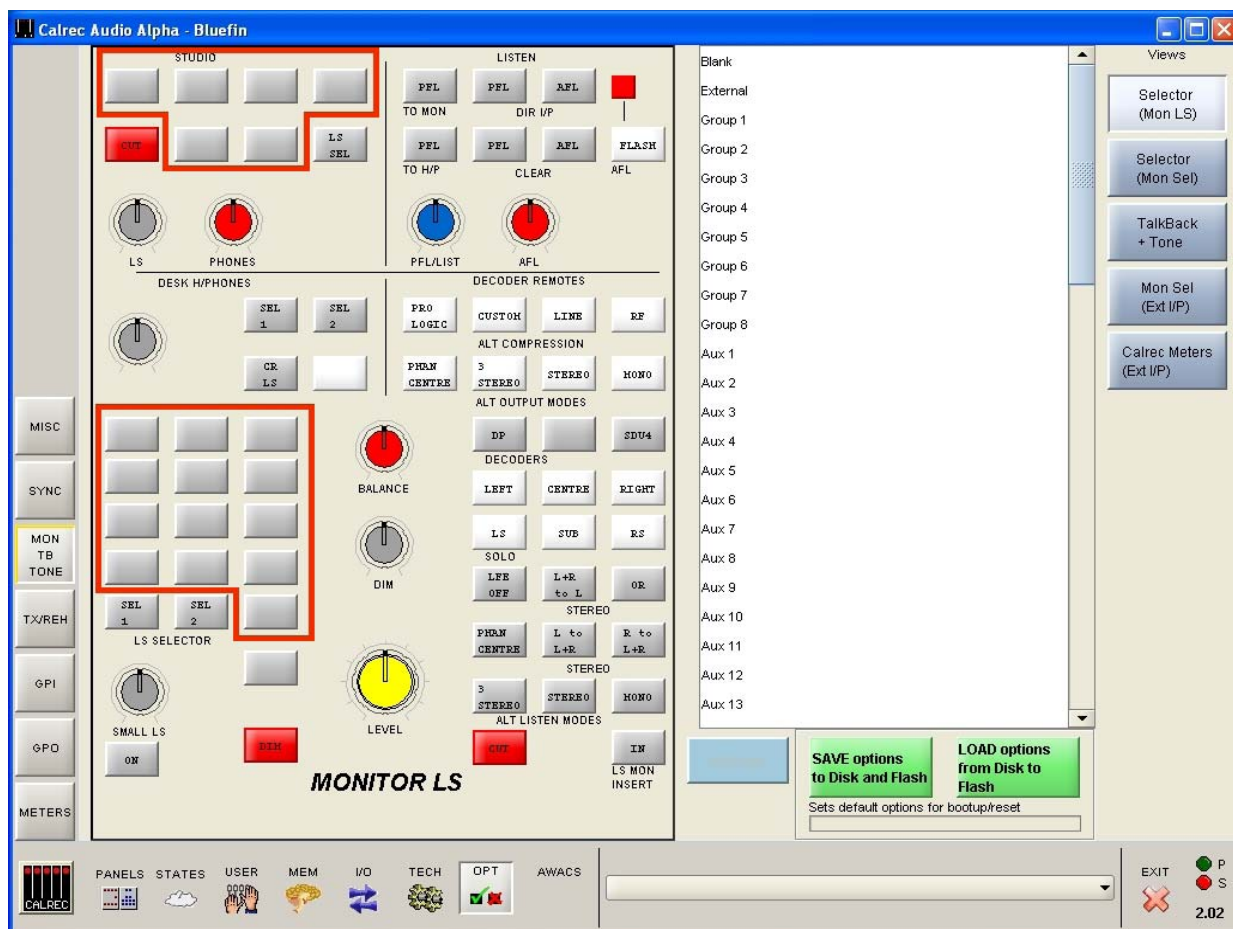 Calrec Audio Alpha - Bluefin
STUDIO
LISTEN
PFL
PFL
AFL
TO MON
DIR I/P
CUT
LS
SEL
PFL
PFL
AFL
FLASH
TO H/P
CLEAR
AFL
LS
PHONES
PFL/LIST
AFL
DESK H/PHONES
DECODER REMOTES
SEL
1
SEL
2
PRO
LOGIC
CUSTOM
LINE
RF
ALT COMPRESSION
CR
LS
PHAN
CENTRE
3
STEREO
STEREO
MONO
ALT OUTPUT MODES
DP
SDU4
DECODERS
BALANCE
LEFT
CENTRE
RIGHT
LS
SUB
RS
SOLO
DIM
LFE
OFF
L+R
to L
OR
STEREO
SEL
1
SEL
2
LS SELECTOR
PHAN
CENTRE
L to
L+R
R to
L+R
STEREO
3
STEREO
STEREO
MONO
ALT LISTEN MODES
SMALL LS
LEVEL
ON
DIM
CUT
IN
LS MON
INSERT
MONITOR LS
MISC
SYNC
MON
TB
TONE
TX/REH
GPI
GPO
METERS
Blank
External
Group 1
Group 2
Group 3
Group 4
Group 5
Group 6
Group 7
Group 8
Aux 1
Aux 2
Aux 3
Aux 4
Aux 5
Aux 6
Aux 7
Aux 8
Aux 9
Aux 10
Aux 11
Aux 12
Aux 13
Views
Selector
(Mon LS)
Selector
(Mon Sel)
TalkBack
+ Tone
Mon Sel
(Ext I/P)
Calrec Meters
(Ext I/P)
SAVE options
to Disk and Flash
LOAD options
from Disk to
Flash
Sets default options for bootup/reset
CALREC
PANELS
STATES
USER
MEM
I/O
TECH
OPT
AWACS
EXIT
P
S
2.02